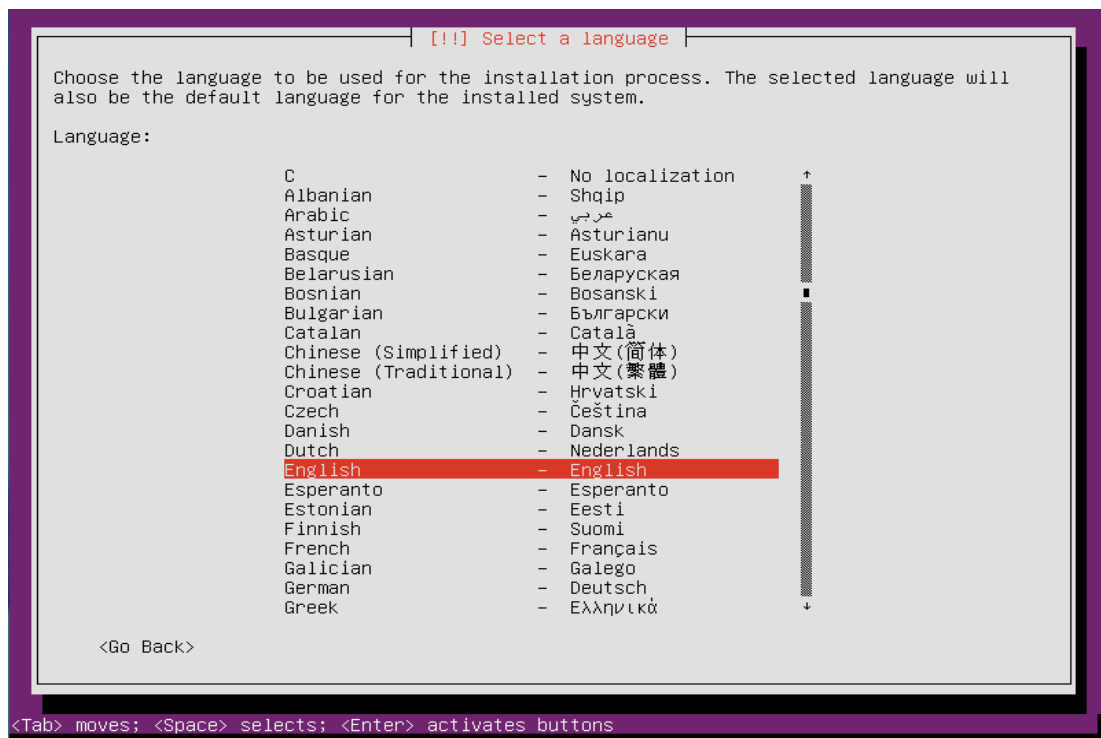 [!!] Select a language
Choose the language to be used for the installation process. The selected language will
also be the default language for the installed system.
Language:
C - No localization
Albanian - Shqip
Arabic - عربي
Asturian - Asturianu
Basque - Euskara
Belarusian - Беларуская
Bosnian - Bosanski
Bulgarian - Български
Catalan - Català
Chinese (Simplified) - 中文(简体)
Chinese (Traditional) - 中文(繁體)
Croatian - Hrvatski
Czech - Čeština
Danish - Dansk
Dutch - Nederlands
English - English
Esperanto - Esperanto
Estonian - Eesti
Finnish - Suomi
French - Français
Galician - Galego
German - Deutsch
Greek - Ελληνικά
<Go Back>
<Tab> moves; <Space> selects; <Enter> activates buttons